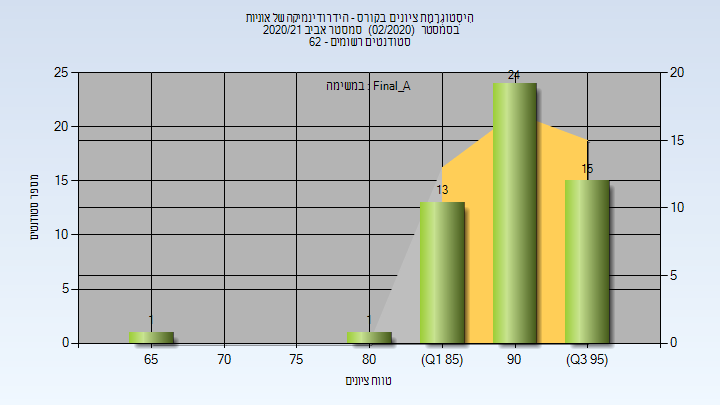 היסטוגרמת ציונים בקורס - הידרודינמיקה של אוניות
בסמסטר (02/2020) סמסטר אביב 2020/21
סטודנטים רשומים - 62
במשימה : Final_A
מספר סטודנטים
25
20
15
10
5
0
20
15
10
5
0
1
1
13
24
15
65
70
75
80
(Q1 85)
90
(Q3 95)
טווח ציונים